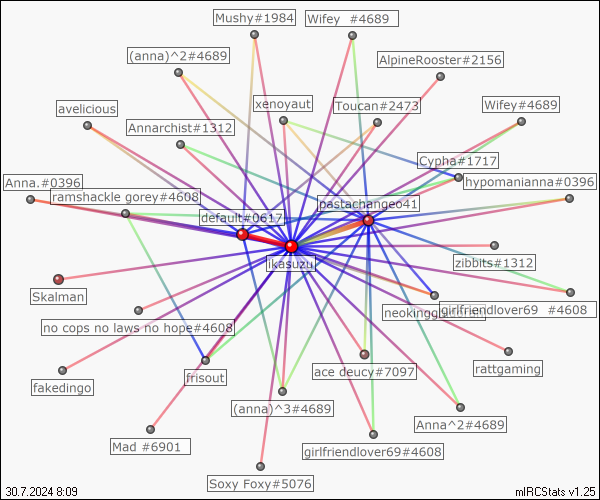 Mushy#1984
Wifey  #4689
(anna)^2#4689
AlpineRooster#2156
avelicious
xenoyaut
Toucan#2473
Wifey#4689
Annarchist#1312
Cypha#1717
Anna.#0396
hypomanianna#0396
ramshackle gorey#4608
pastachangeo41
default#0617
ikasuzu
zibbits#1312
Skalman
girlfriendlover69  #4608
no cops no laws no hope#4608
rattgaming
fakedingo
frisout
ace deucy#7097
(anna)^3#4689
Anna^2#4689
Mad #6901
girlfriendlover69#4608
Soxy Foxy#5076
30.7.2024 8:09
mIRCStats v1.25